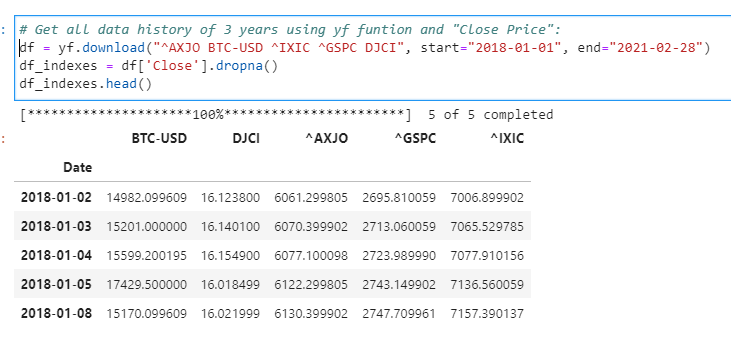 : # Get all data history of 3 years using yf funtion and "Close Price":
df = yf.download("^AXJO BTC-USD ^IXIC ^GSPC DJCI", start="2018-01-01", end="2021-02-28")
df_indexes = df['Close'].dropna()
df_indexes.head()
[**********************100%***********************]  5 of 5 completed
: BTC-USD DJCI ^AXJO ^GSPC ^IXIC
Date
2018-01-02 14982.099609 16.123800 6061.299805 2695.810059 7006.899902
2018-01-03 15201.000000 16.140100 6070.399902 2713.060059 7065.529785
2018-01-04 15599.200195 16.154900 6077.100098 2723.989990 7077.910156
2018-01-05 17429.500000 16.018499 6122.299805 2743.149902 7136.560059
2018-01-08 15170.099609 16.021999 6130.399902 2747.709961 7157.390137